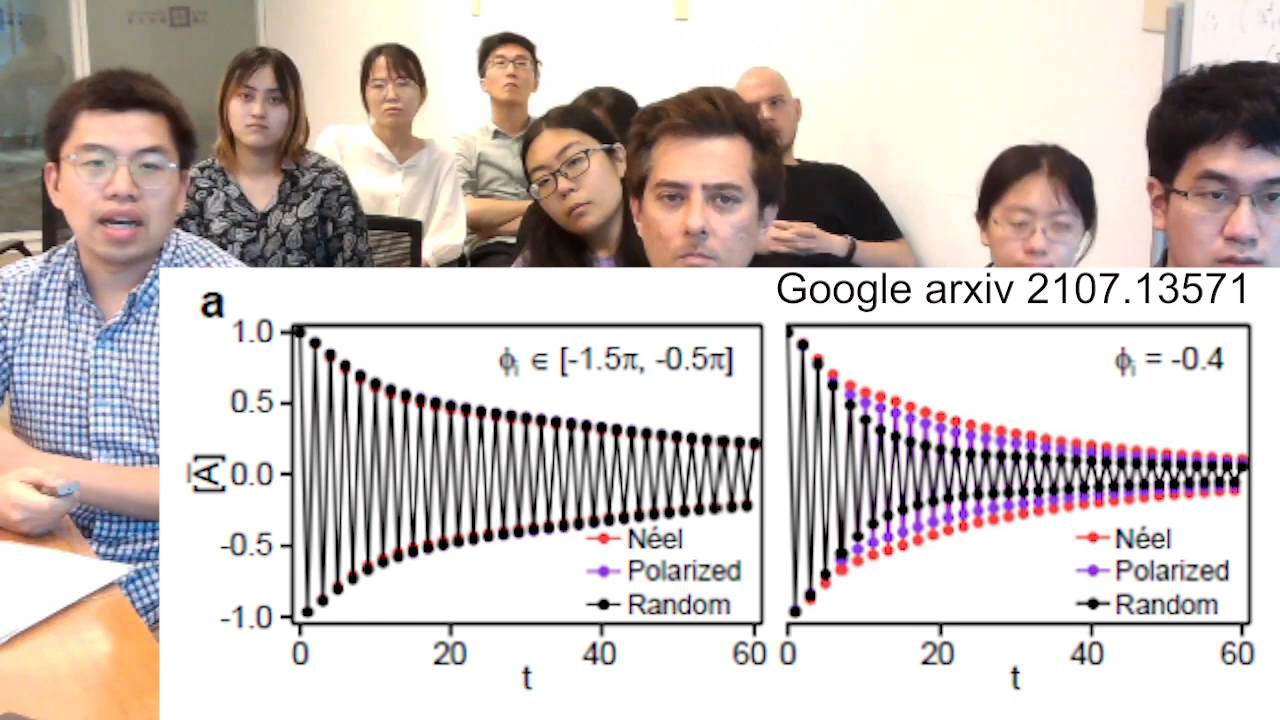 Google arxiv 2107.13571
a
ϕi ∈ [-1.5π, -0.5π]
[A̅]
1.0
0.5
0.0
-0.5
-1.0
Néel
Polarized
Random
0 20 40 60
t
ϕi = -0.4
Néel
Polarized
Random
0 20 40 60
t